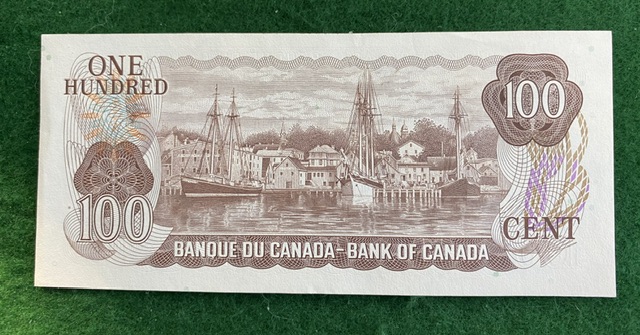 ONE
HUNDRED
100
100
CENT
BANQUE DU CANADA–BANK OF CANADA